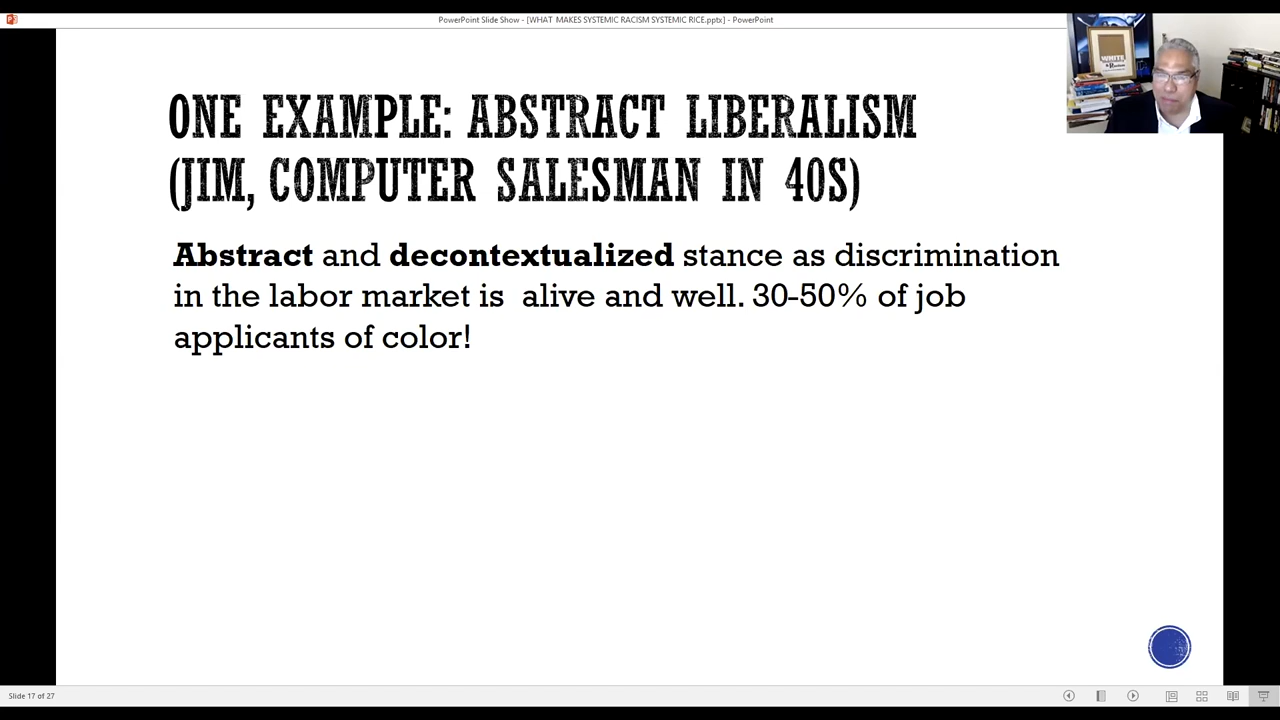 PowerPoint Slide Show - [WHAT MAKES SYSTEMIC RACISM SYSTEMIC RICE.pptx] - PowerPoint
WHITE
ONE EXAMPLE: ABSTRACT LIBERALISM
(JIM, COMPUTER SALESMAN IN 40S)
Abstract and decontextualized stance as discrimination
in the labor market is alive and well. 30-50% of job
applicants of color!
Slide 17 of 27